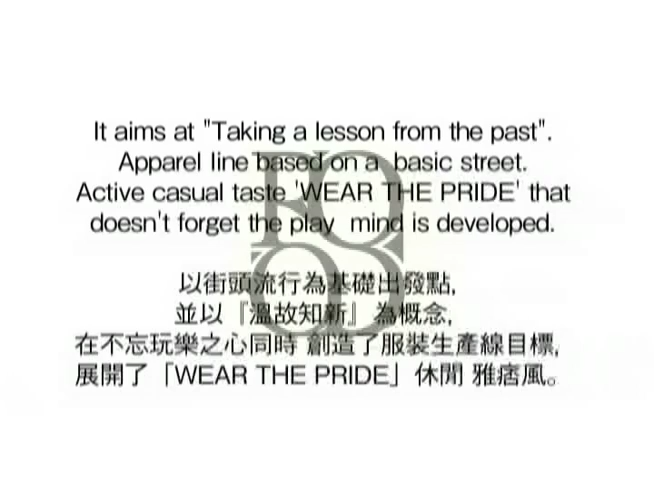 It aims at "Taking a lesson from the past".
Apparel line based on a basic street.
Active casual taste 'WEAR THE PRIDE' that
doesn't forget the play mind is developed.
以街頭流行為基礎出發點,
並以『溫故知新』為概念,
在不忘玩樂之心同時 創造了服裝生產線目標,
展開了「WEAR THE PRIDE」休閒 雅痞風。